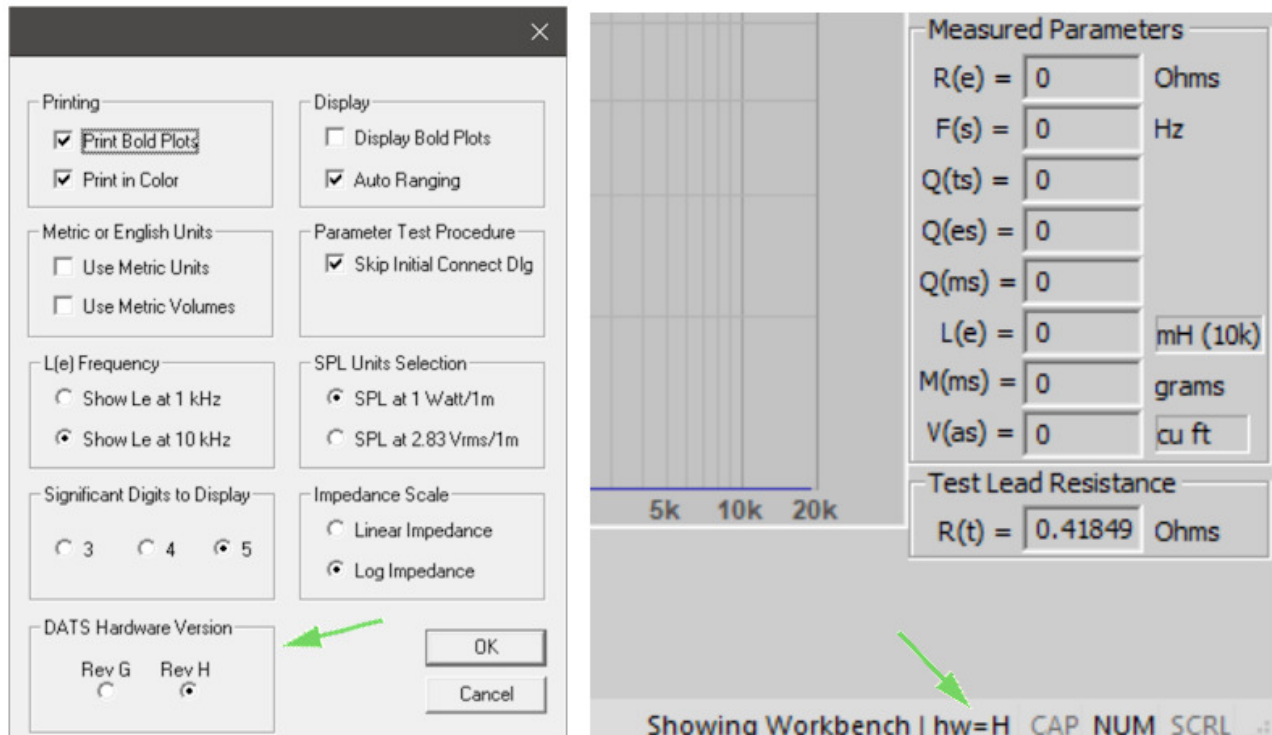 Printing
Print Bold Plots
Print in Color
Display
Display Bold Plots
Auto Ranging
Metric or English Units
Use Metric Units
Use Metric Volumes
Parameter Test Procedure
Skip Initial Connect Dlg
L(e) Frequency
Show Le at 1 kHz
Show Le at 10 kHz
SPL Units Selection
SPL at 1 Watt/1m
SPL at 2.83 Vrms/1m
Significant Digits to Display
3 4 5
Impedance Scale
Linear Impedance
Log Impedance
DATS Hardware Version
Rev G Rev H
OK
Cancel
5k 10k 20k
Measured Parameters
R(e) = 0 Ohms
F(s) = 0 Hz
Q(ts) = 0
Q(es) = 0
Q(ms) = 0
L(e) = 0 mH (10k)
M(ms) = 0 grams
V(as) = 0 cu ft
Test Lead Resistance
R(t) = 0.41849 Ohms
Showing Workbench | hw=H CAP NUM SCRL